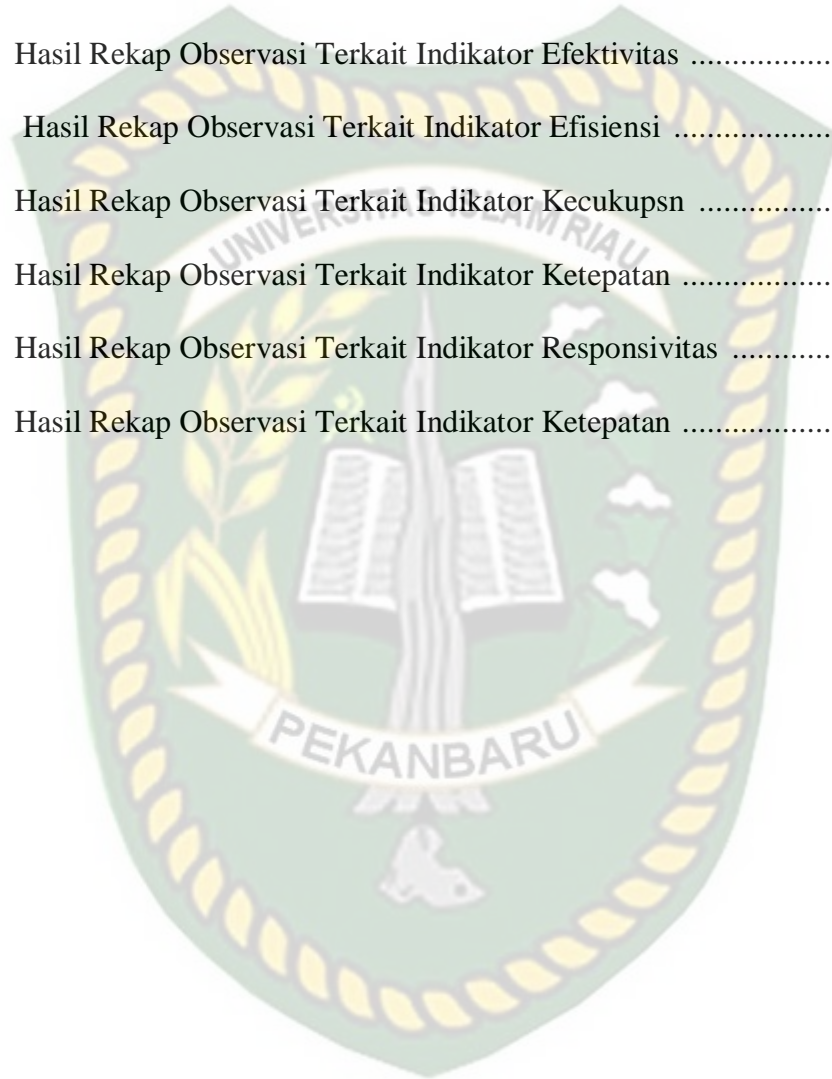 Hasil Rekap Observasi Terkait Indikator Efektivitas .................
Hasil Rekap Observasi Terkait Indikator Efisiensi ...................
Hasil Rekap Observasi Terkait Indikator Kecukupsn ................
UNIVERSITAS ISLAM RIAU
Hasil Rekap Observasi Terkait Indikator Ketepatan ..................
Hasil Rekap Observasi Terkait Indikator Responsivitas ............
Hasil Rekap Observasi Terkait Indikator Ketepatan ..................
PEKANBARU